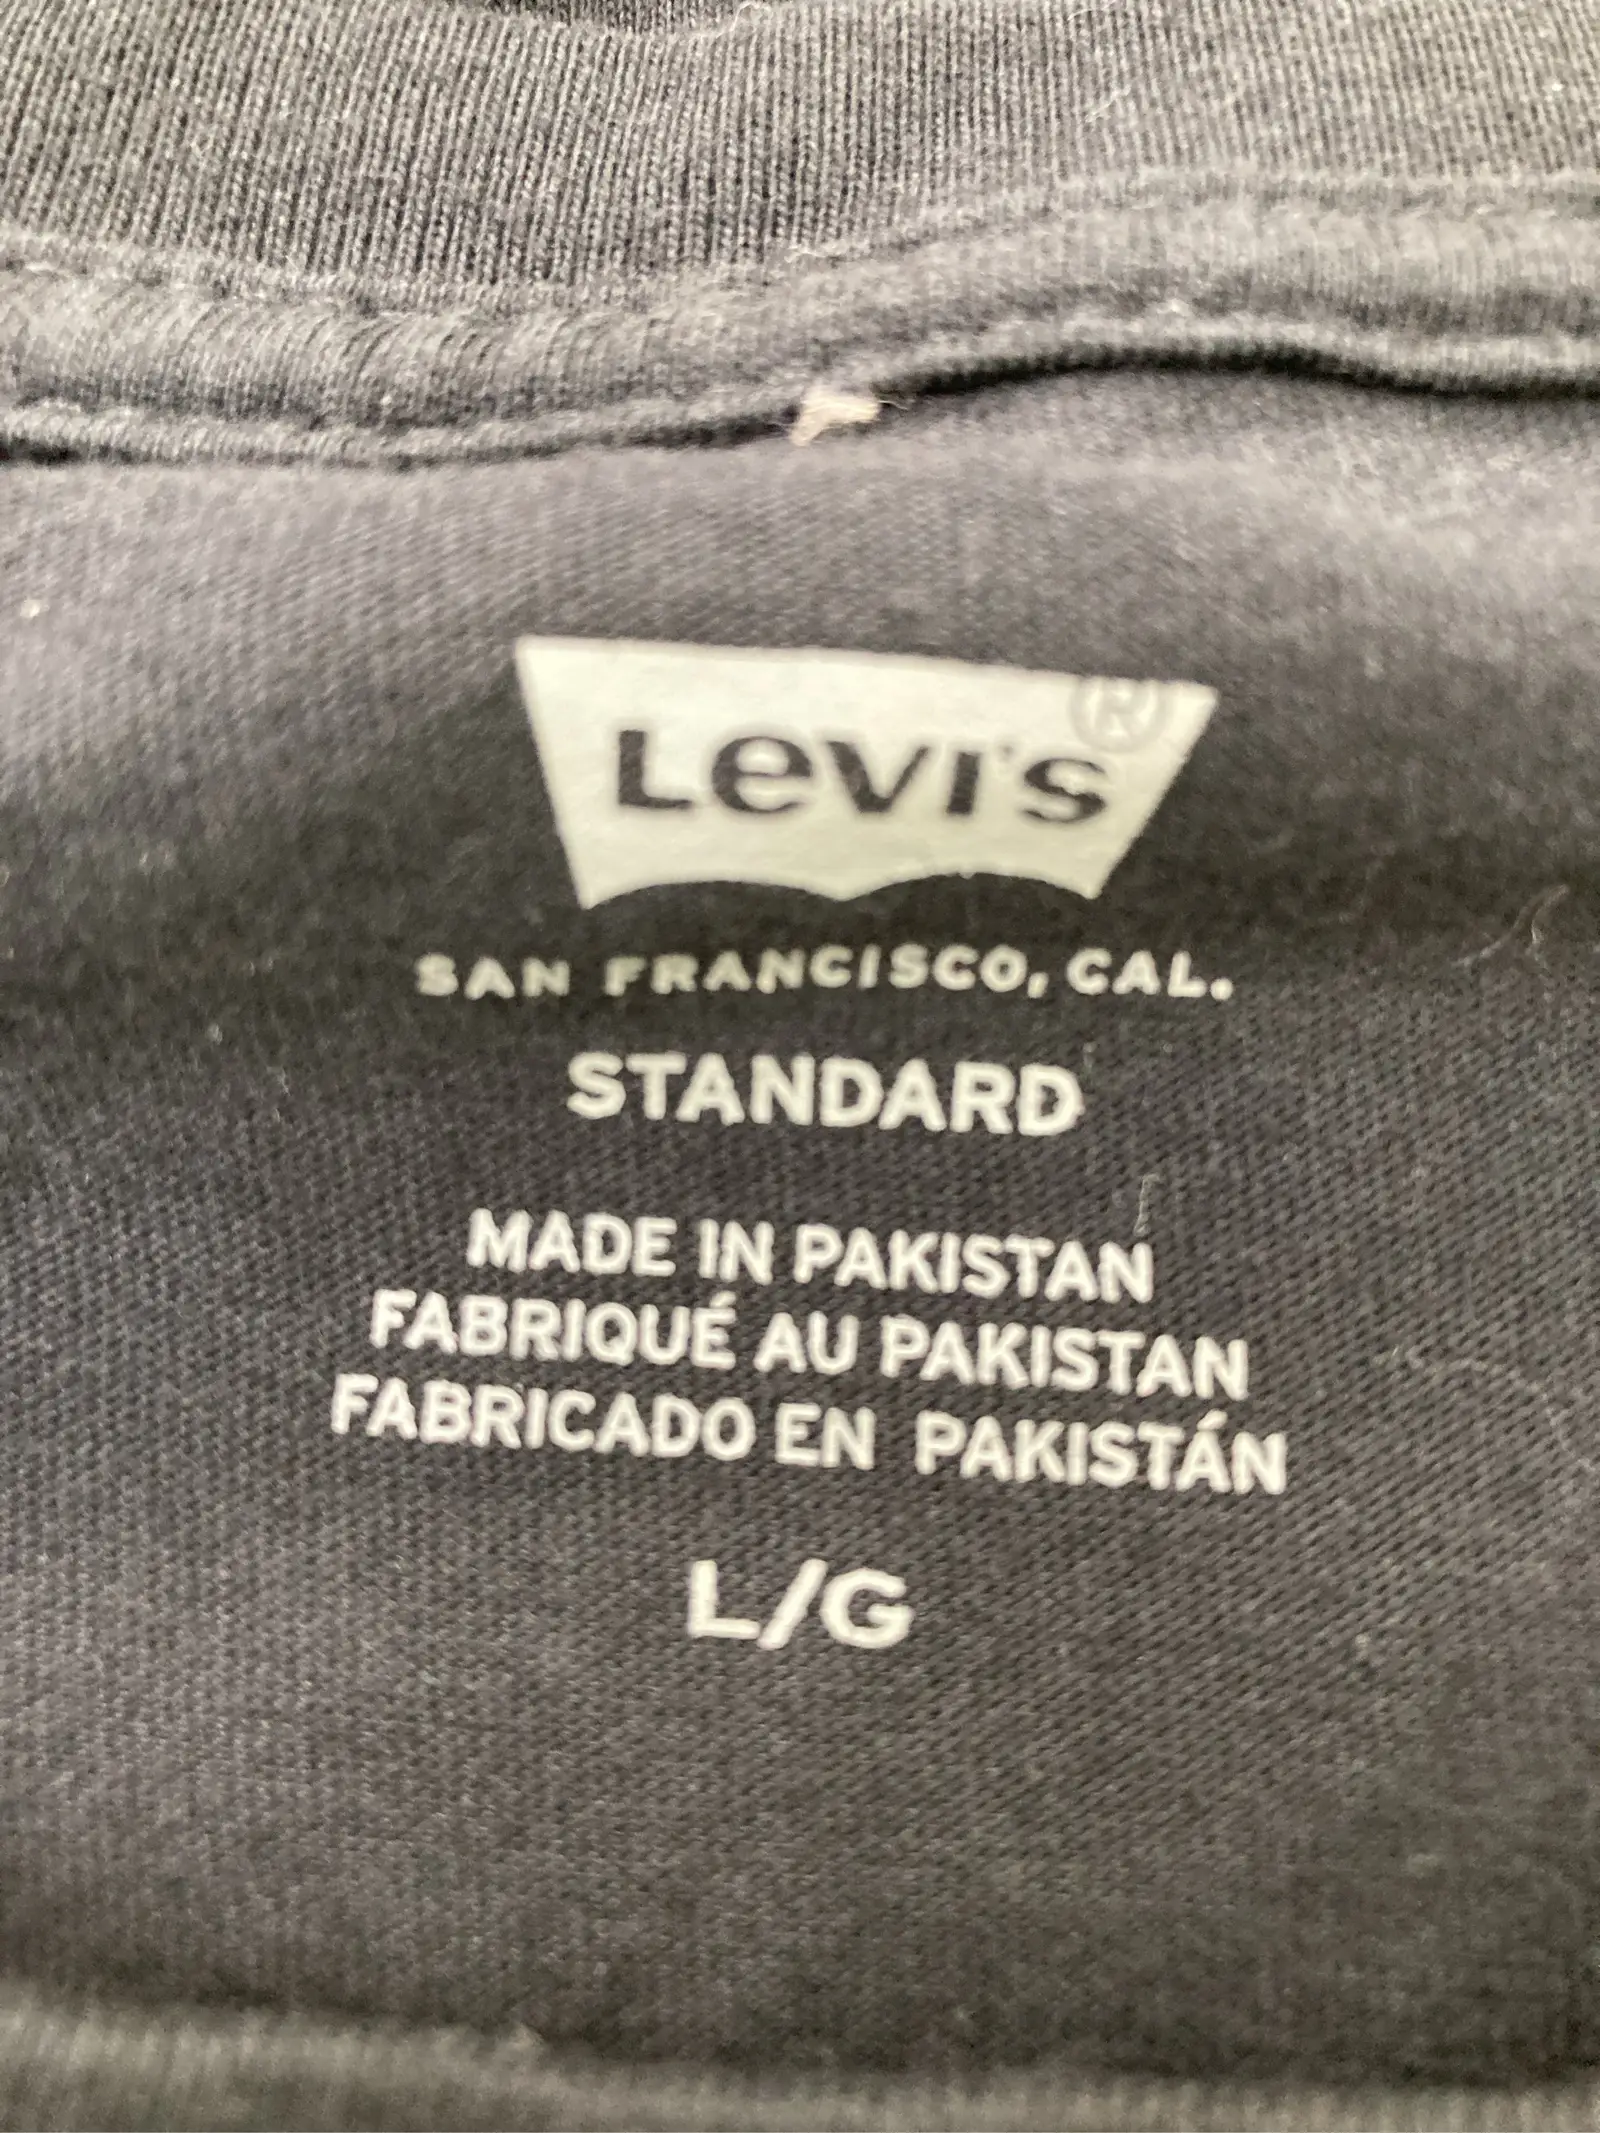 Levi's®
SAN FRANCISCO, CAL.
STANDARD
MADE IN PAKISTAN
FABRIQUÉ AU PAKISTAN
FABRICADO EN PAKISTÁN
L/G